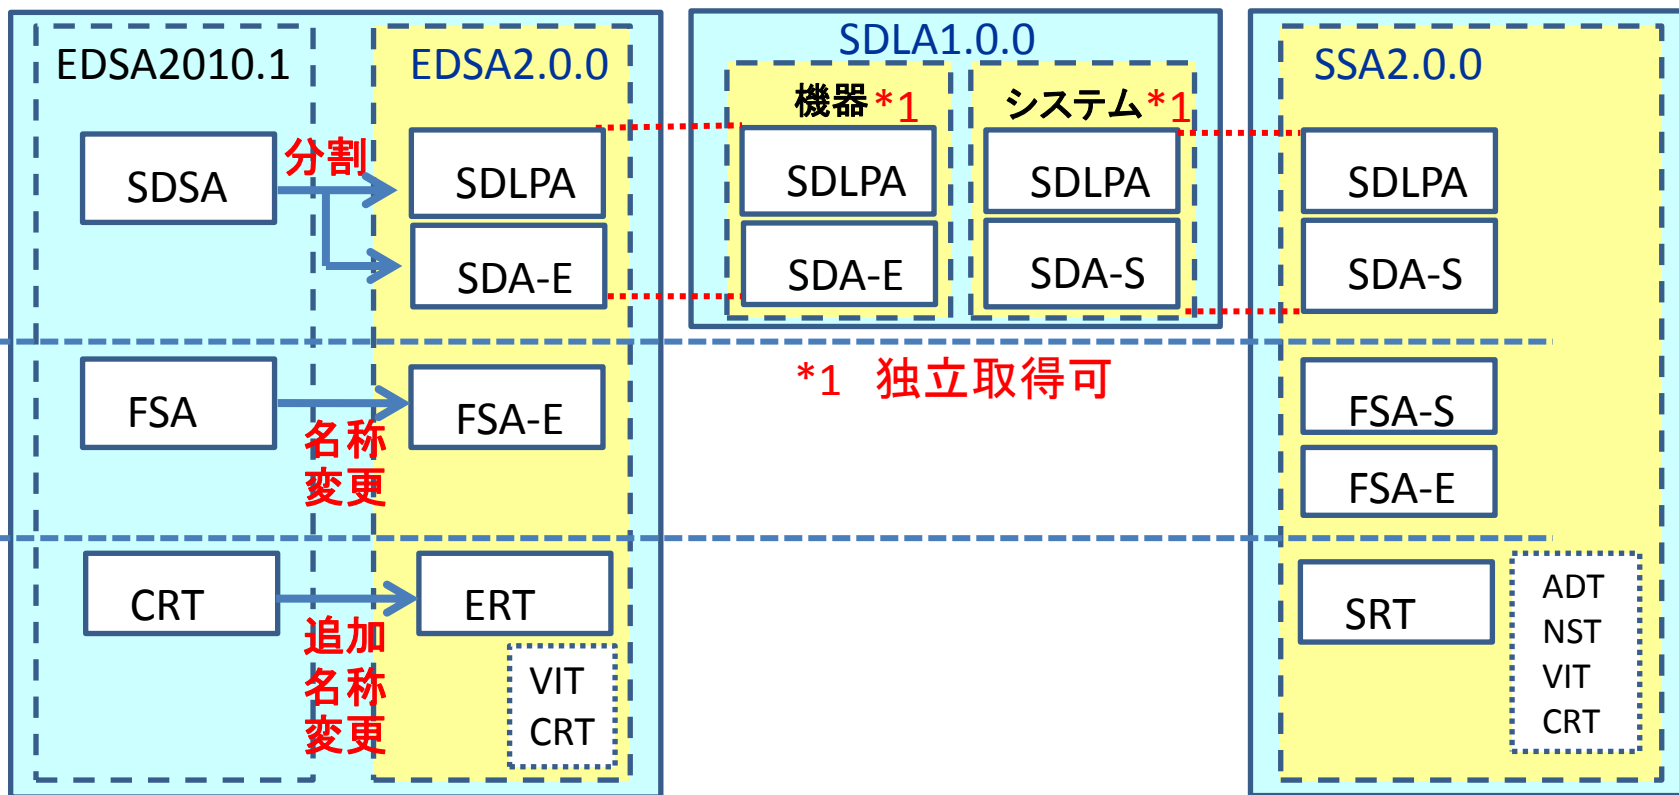 EDSA2010.1
EDSA2.0.0
SDSA
分割
SDLPA
SDA-E
FSA
名称
変更
FSA-E
CRT
追加
名称
変更
ERT
VIT
CRT
SDLA1.0.0
機器*1
システム*1
SDLPA
SDLPA
SDA-E
SDA-S
*1 独立取得可
SSA2.0.0
SDLPA
SDA-S
FSA-S
FSA-E
SRT
ADT
NST
VIT
CRT